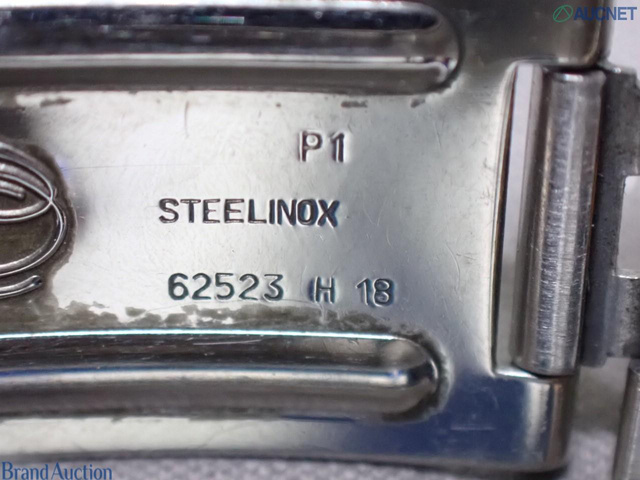 AUCNET
P1
STEELINOX
62523 H 18
Brand Auction